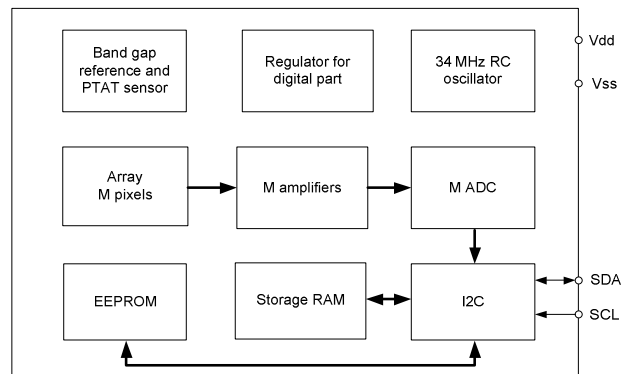 Band gap
reference and
PTAT sensor
Regulator for
digital part
34 MHz RC
oscillator
Vdd
Vss
Array
M pixels
M amplifiers
M ADC
EEPROM
Storage RAM
I2C
SDA
SCL